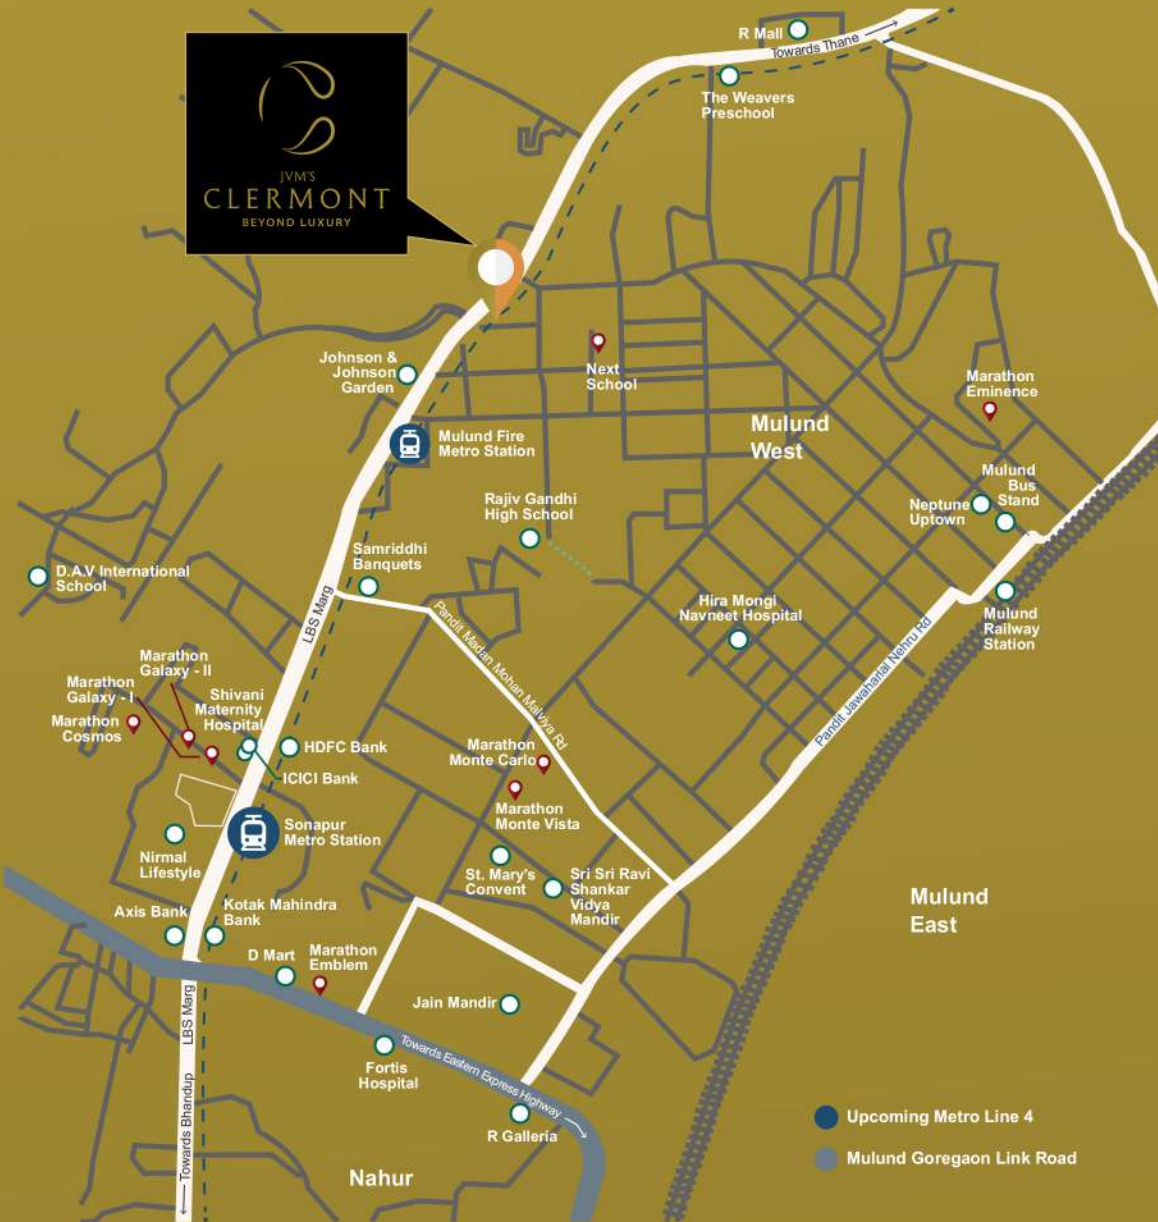 R Mall
Towards Thane
The Weavers
Preschool
JVM'S
CLERMONT
BEYOND LUXURY
Johnson &
Johnson
Garden
Next
School
Marathon
Eminence
Mulund
West
Mulund Fire
Metro Station
Mulund
Bus
Stand
Neptune
Uptown
Rajiv Gandhi
High School
Samriddhi
Banquets
D.A.V International
School
LBS Marg
Pandit Madan Mohan Malviya Rd
Hira Mongi
Navneet Hospital
Mulund
Railway
Station
Pandit Jawaharlal Nehru Rd
Marathon
Galaxy - II
Marathon
Galaxy - I
Shivani
Maternity
Hospital
Marathon
Cosmos
HDFC Bank
ICICI Bank
Marathon
Monte Carlo
Marathon
Monte Vista
Sonapur
Metro Station
Nirmal
Lifestyle
St. Mary's
Convent
Sri Sri Ravi
Shankar
Vidya
Mandir
Mulund
East
Axis Bank
Kotak Mahindra
Bank
D Mart
Marathon
Emblem
Jain Mandir
LBS Marg
Towards Bhandup
Fortis
Hospital
Towards Eastern Express Highway
R Galleria
Nahur
Upcoming Metro Line 4
Mulund Goregaon Link Road